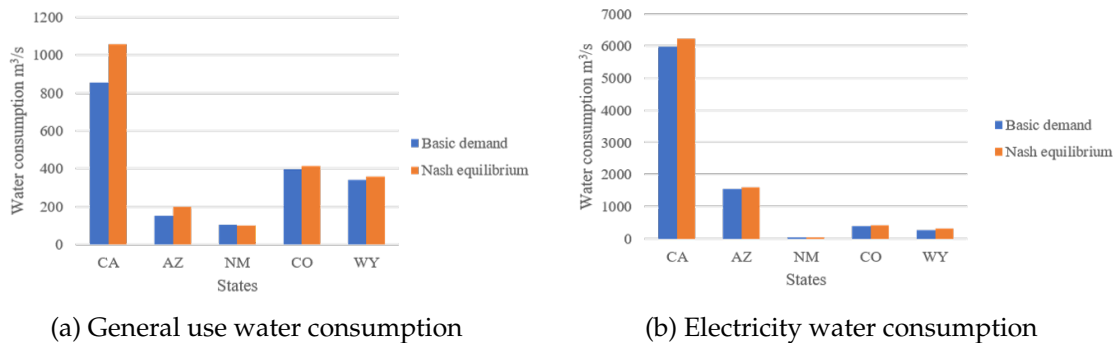 1200
1000
800
600
400
200
0
Water consumption m³/s
CA AZ NM CO WY
States
Basic demand
Nash equilibrium
(a) General use water consumption
7000
6000
5000
4000
3000
2000
1000
0
Water consumption m³/s
CA AZ NM CO WY
States
Basic demand
Nash equilibrium
(b) Electricity water consumption